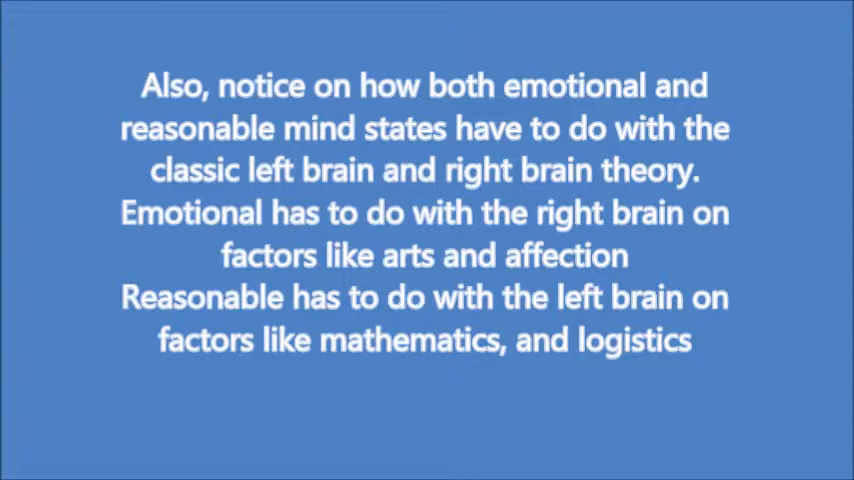 Also, notice on how both emotional and
reasonable mind states have to do with the
classic left brain and right brain theory.
Emotional has to do with the right brain on
factors like arts and affection
Reasonable has to do with the left brain on
factors like mathematics, and logistics